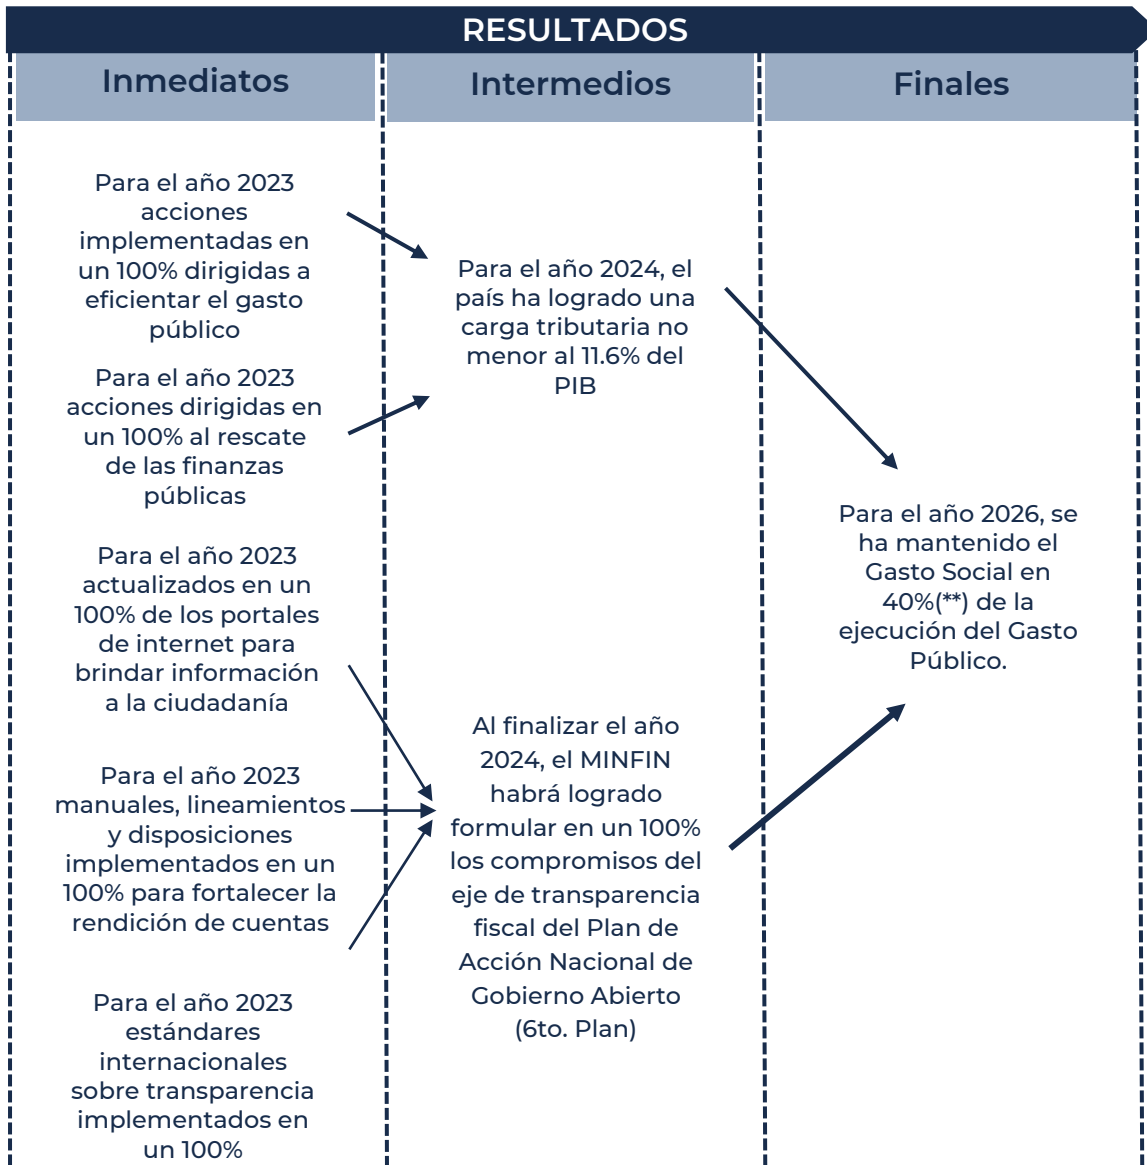 RESULTADOS
Inmediatos
Intermedios
Finales
Para el año 2023
acciones
implementadas en
un 100% dirigidas a
eficientar el gasto
público
Para el año 2023
acciones dirigidas en
un 100% al rescate
de las finanzas
públicas
Para el año 2023
actualizados en un
100% de los portales
de internet para
brindar información
a la ciudadanía
Para el año 2023
manuales, lineamientos
y disposiciones
implementados en un
100% para fortalecer la
rendición de cuentas
Para el año 2023
estándares
internacionales
sobre transparencia
implementados en
un 100%
Para el año 2024, el
país ha logrado una
carga tributaria no
menor al 11.6% del
PIB
Al finalizar el año
2024, el MINFIN
habrá logrado
formular en un 100%
los compromisos del
eje de transparencia
fiscal del Plan de
Acción Nacional de
Gobierno Abierto
(6to. Plan)
Para el año 2026, se
ha mantenido el
Gasto Social en
40%(**) de la
ejecución del Gasto
Público.